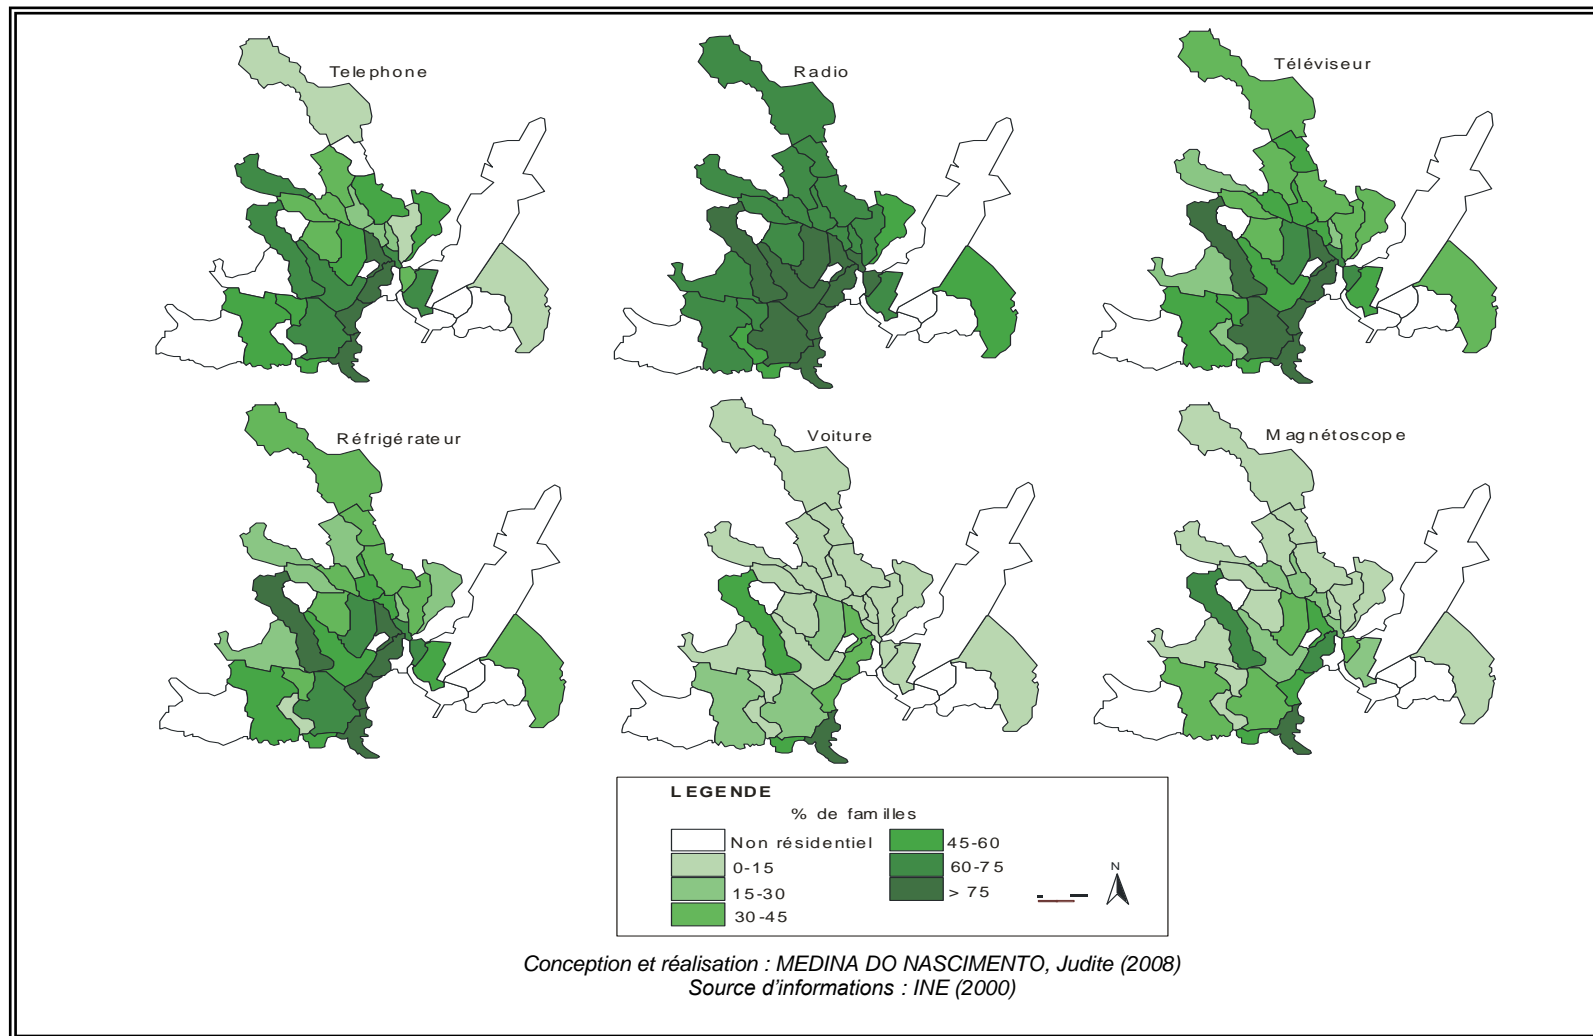 Telephone
Radio
Téléviseur
Réfrigérateur
Voiture
Magnétoscope
LEGENDE
% de familles
Non résidentiel
0-15
15-30
30-45
45-60
60-75
> 75
N
Conception et réalisation : MEDINA DO NASCIMENTO, Judite (2008)
Source d'informations : INE (2000)